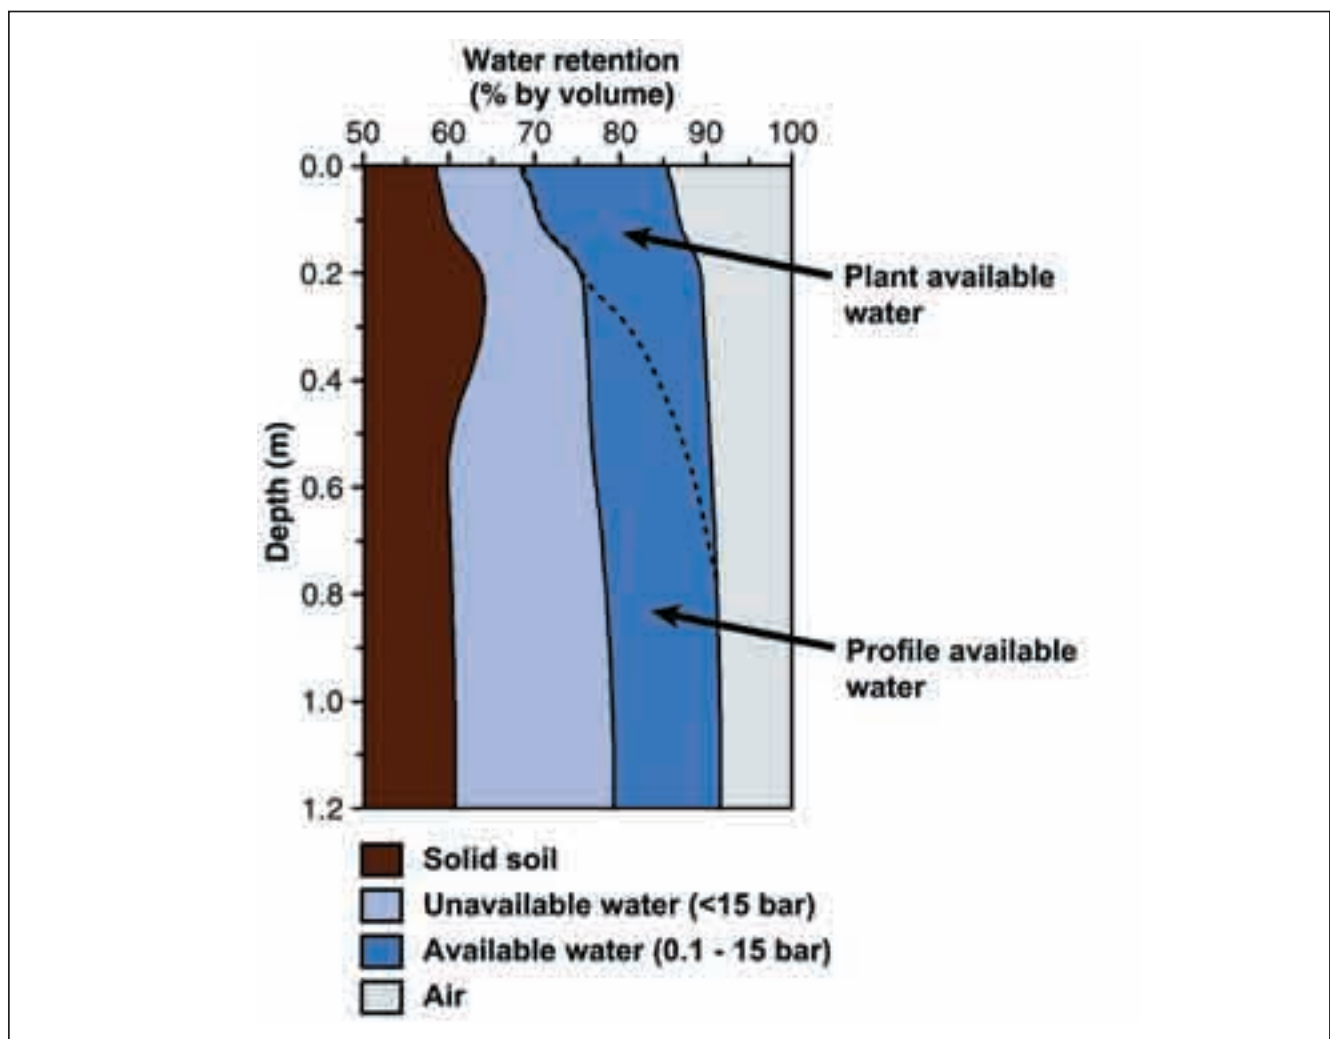 Water retention
(% by volume)
50 60 70 80 90 100
0.0
0.2
0.4
0.6
0.8
1.0
1.2
Depth (m)
Plant available
water
Profile available
water
Solid soil
Unavailable water (<15 bar)
Available water (0.1 - 15 bar)
Air